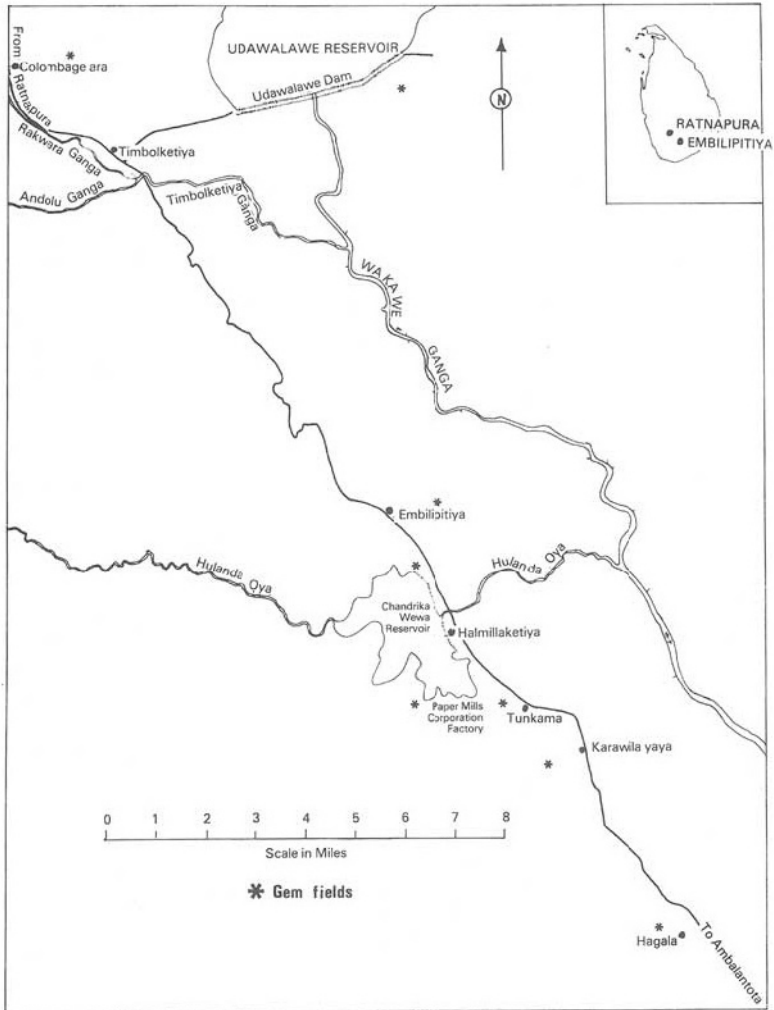 UDAWALAWE RESERVOIR
Udawalawe Dam
N
RATNAPURA
EMBILIPITIYA
From Ratnapura
Colombage ara
Rakwara Ganga
Timbolketiya
Andolu Ganga
Timbolketiya
Ganga
WA KA WE
GANGA
Embilipitiya
Hulanda Oya
Hulanda Oya
Chandrika
Wewa
Reservoir
Halmillaketiya
Paper Mills
Corporation
Factory
Tunkama
Karawila yaya
0 1 2 3 4 5 6 7 8
Scale in Miles
* Gem fields
Hagala
To Ambalantota